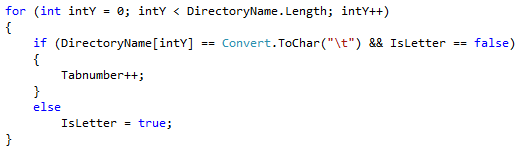 for (int intY = 0; intY < DirectoryName.Length; intY++)
{
    if (DirectoryName[intY] == Convert.ToChar("\t") && IsLetter == false)
    {
        Tabnumber++;
    }
    else
        IsLetter = true;
}